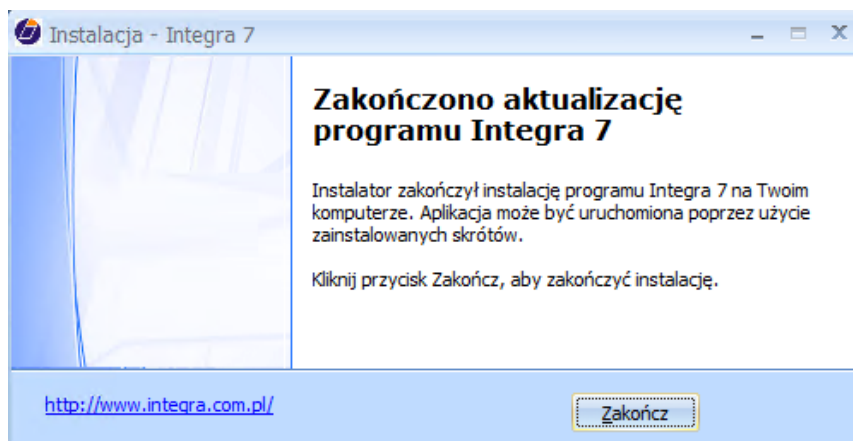 Instalacja - Integra 7
Zakończono aktualizację
programu Integra 7
Instalator zakończył instalację programu Integra 7 na Twoim
komputerze. Aplikacja może być uruchomiona poprzez użycie
zainstalowanych skrótów.
Kliknij przycisk Zakończ, aby zakończyć instalację.
http://www.integra.com.pl/
Zakończ